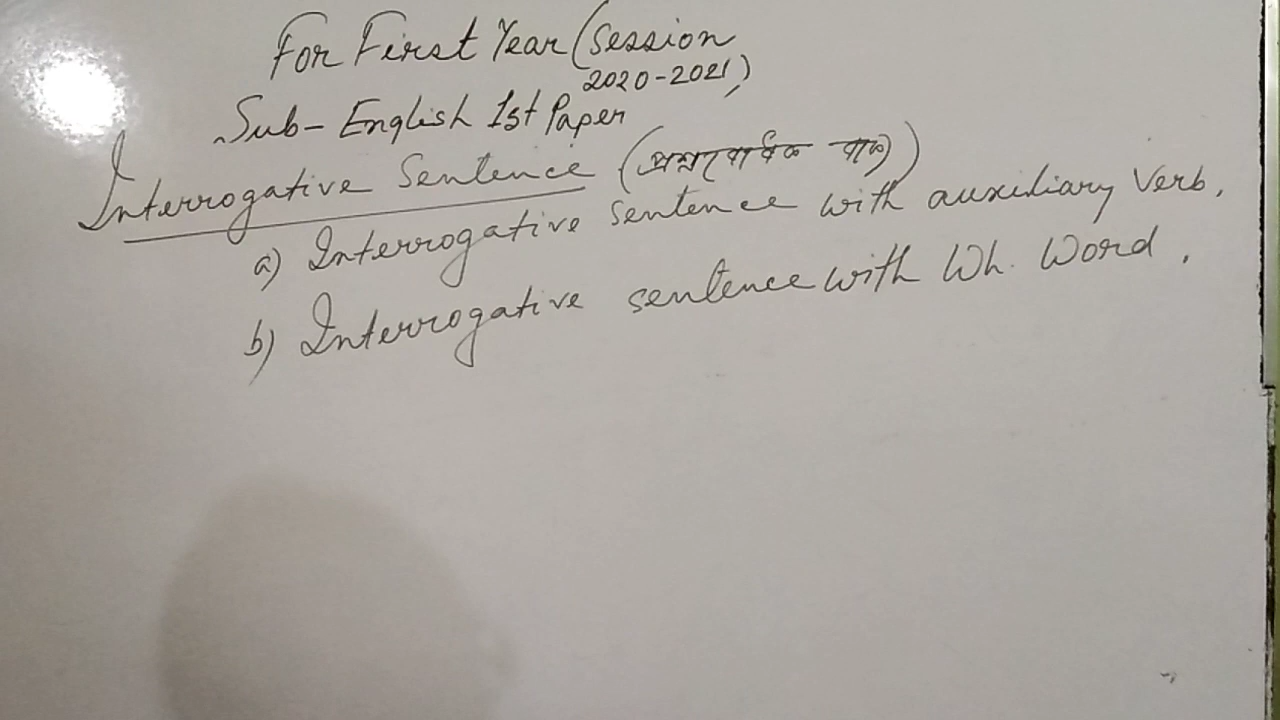 For First Year (Session
2020-2021)
Sub- English 1st Paper
Interrogative Sentence (প্রশ্নবোধক বাক্য)
a) Interrogative Sentence with auxiliary Verb.
b) Interrogative sentence with Wh. Word.